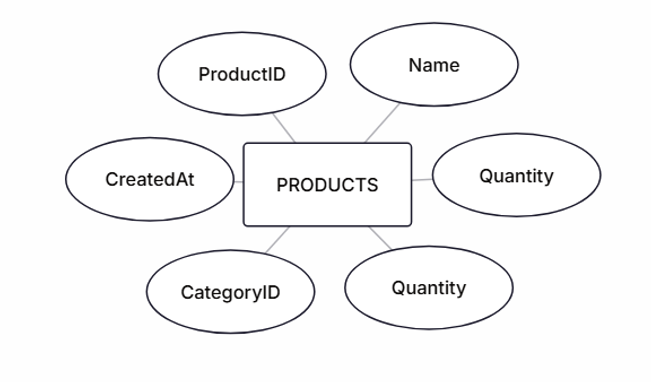 Name
ProductID
Quantity
CreatedAt
PRODUCTS
Quantity
CategoryID